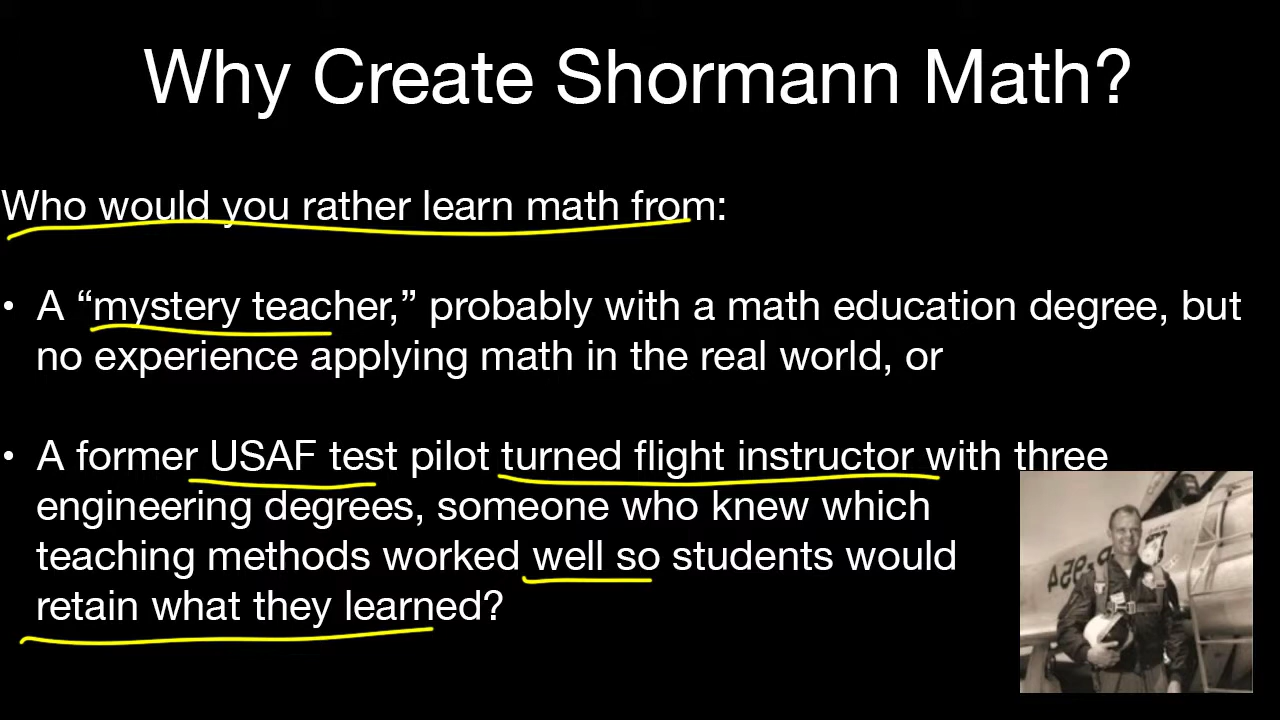 Why Create Shormann Math?
Who would you rather learn math from:
• A “mystery teacher,” probably with a math education degree, but
no experience applying math in the real world, or
• A former USAF test pilot turned flight instructor with three
engineering degrees, someone who knew which
teaching methods worked well so students would
retain what they learned?